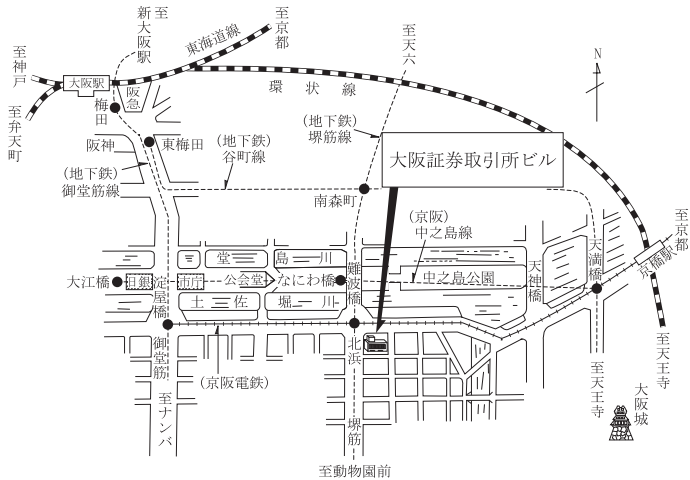 至新大阪駅
至京都
東海道線
至神戸
大阪駅
至天六
N
阪急
環状線
至弁天町
梅田
(地下鉄)
堺筋線
阪神
東梅田
(地下鉄)
谷町線
大阪証券取引所ビル
(地下鉄)
御堂筋線
南森町
(京阪)
中之島線
至京都
京橋駅
堂島川
天満橋
大江橋
日銀
淀屋橋
市庁
公会堂
なにわ橋
難波橋
中之島公園
天神橋
土佐堀川
御堂筋
北浜
至天王寺
(京阪電鉄)
至天王寺
大阪城
至ナンバ
堺筋
至動物園前